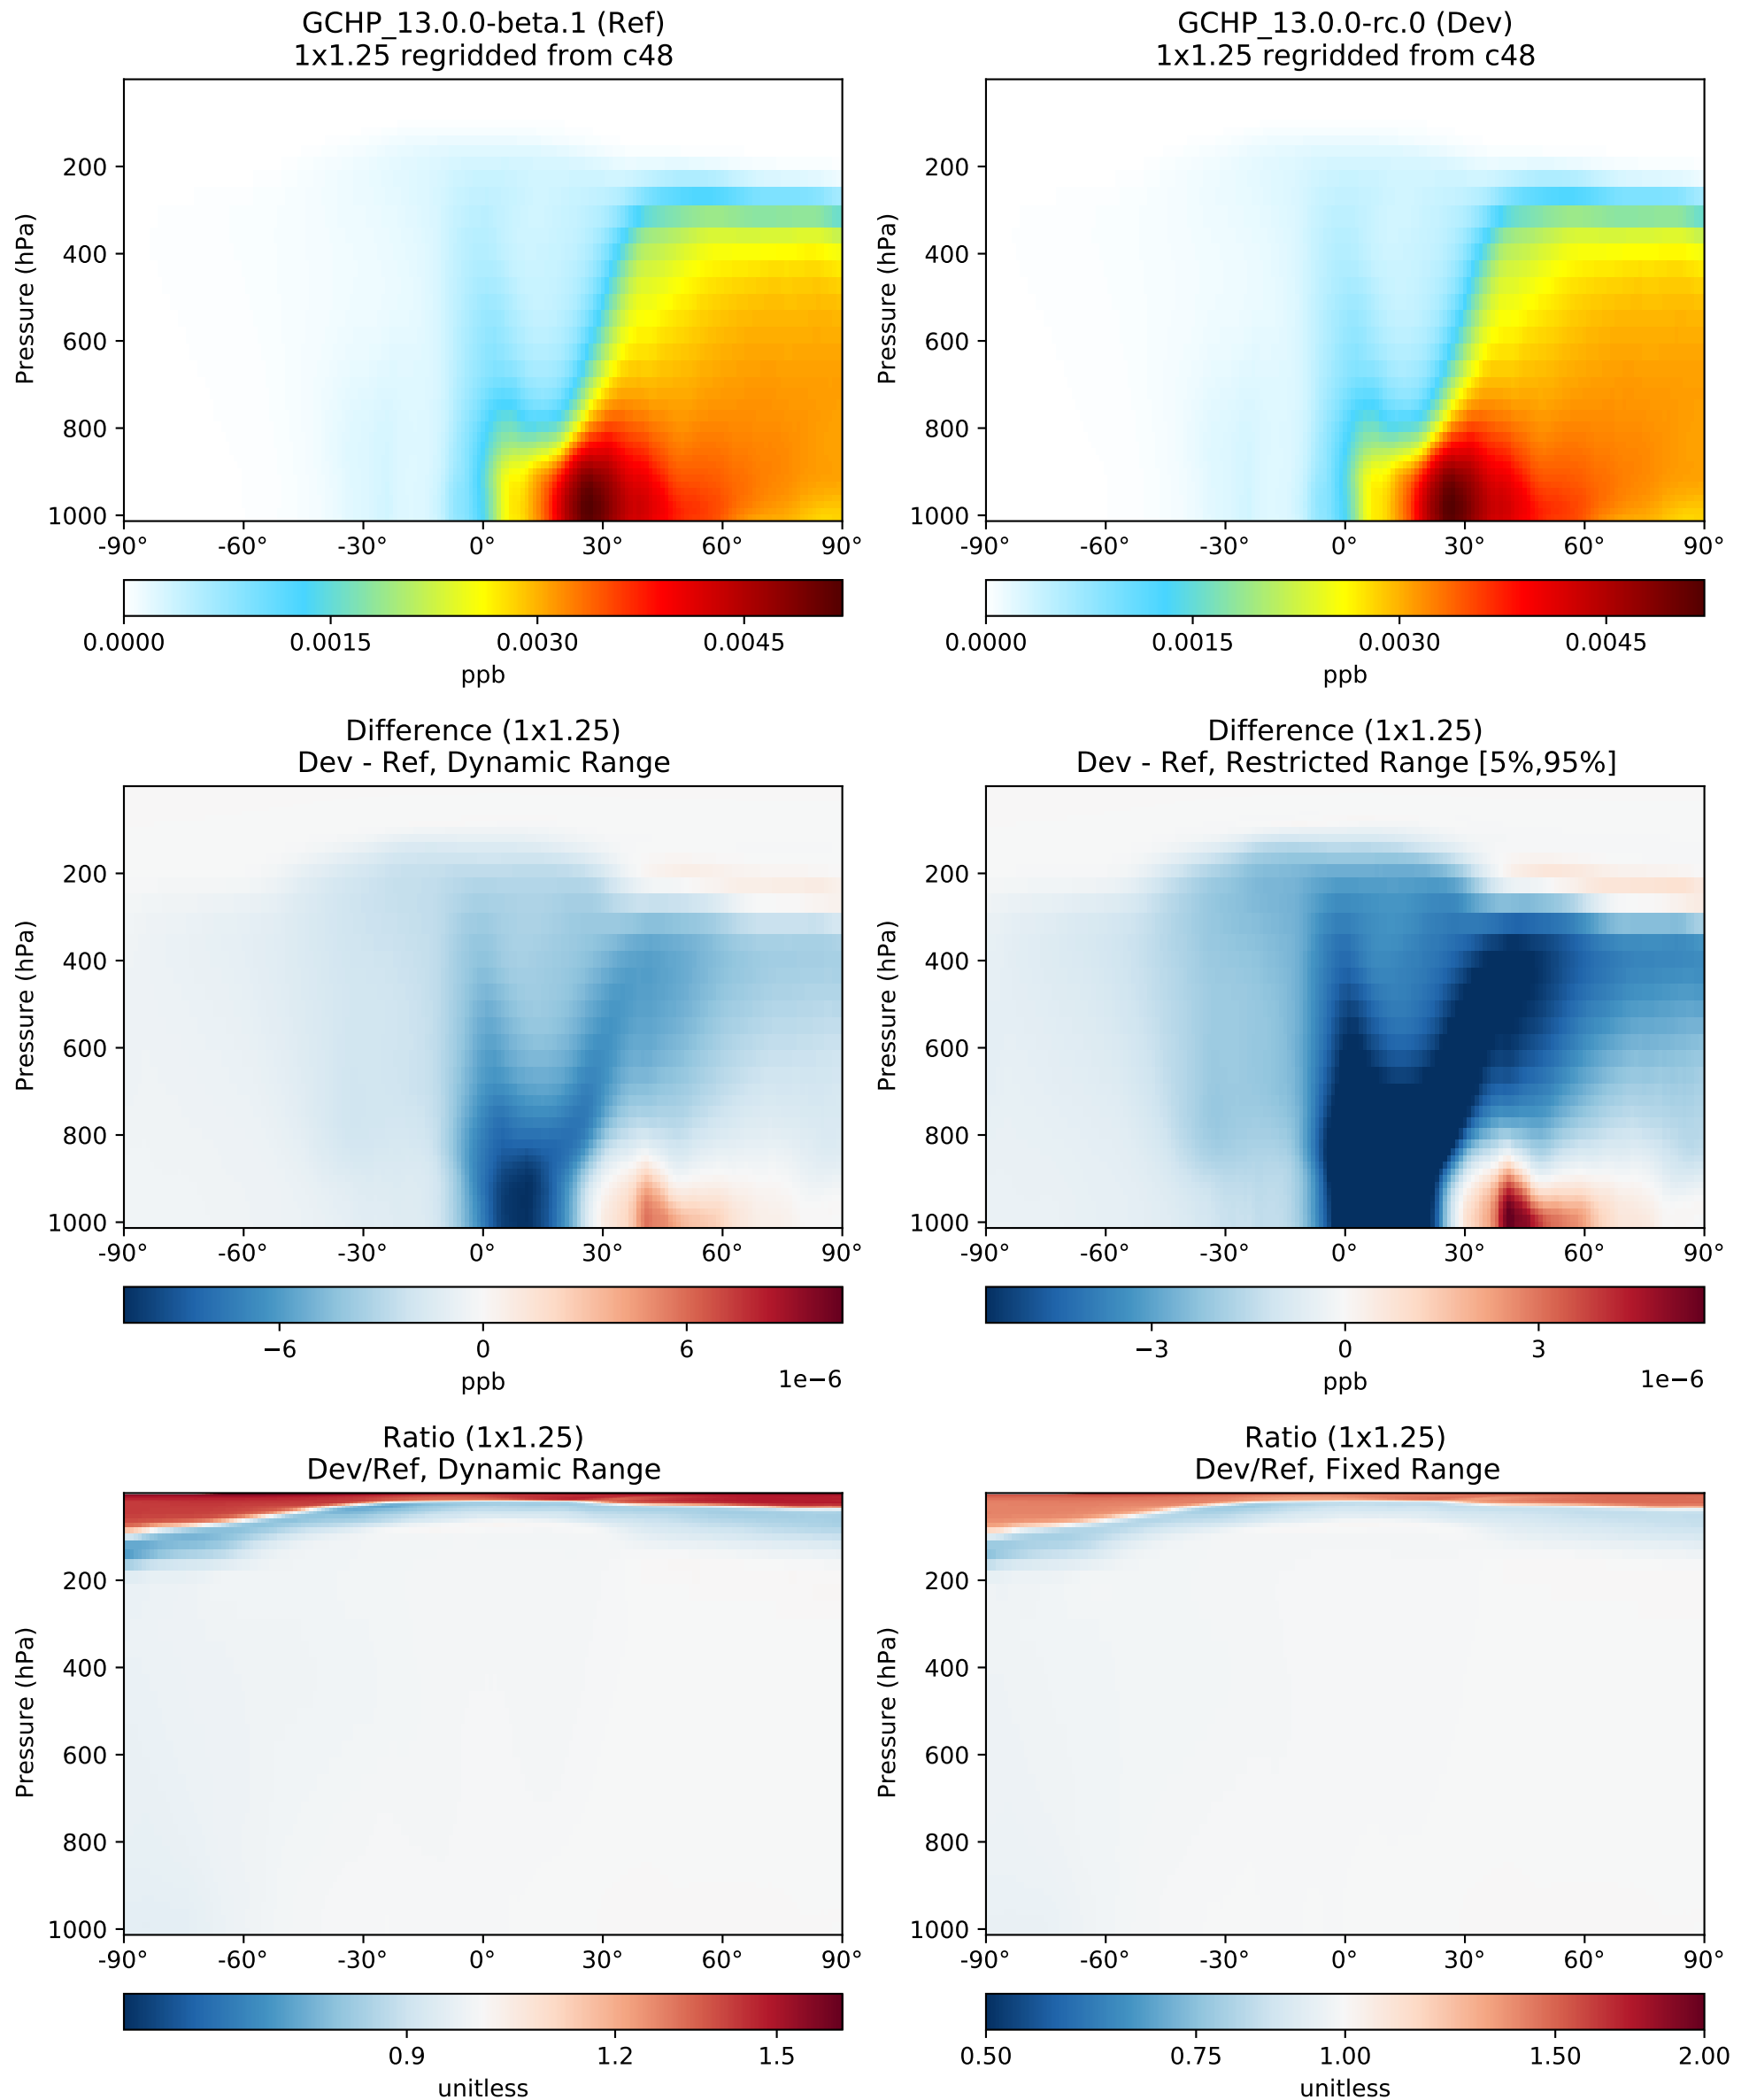 GCHP_13.0.0-beta.1 (Ref)
1x1.25 regridded from c48
GCHP_13.0.0-rc.0 (Dev)
1x1.25 regridded from c48
Pressure (hPa)
200
400
600
800
1000
-90° -60° -30° 0° 30° 60° 90°
0.0000 0.0015 0.0030 0.0045
ppb
Pressure (hPa)
200
400
600
800
1000
-90° -60° -30° 0° 30° 60° 90°
0.0000 0.0015 0.0030 0.0045
ppb
Difference (1x1.25)
Dev - Ref, Dynamic Range
Difference (1x1.25)
Dev - Ref, Restricted Range [5%,95%]
Pressure (hPa)
200
400
600
800
1000
-90° -60° -30° 0° 30° 60° 90°
−6 0 6
ppb 1e−6
Pressure (hPa)
200
400
600
800
1000
-90° -60° -30° 0° 30° 60° 90°
−3 0 3
ppb 1e−6
Ratio (1x1.25)
Dev/Ref, Dynamic Range
Ratio (1x1.25)
Dev/Ref, Fixed Range
Pressure (hPa)
200
400
600
800
1000
-90° -60° -30° 0° 30° 60° 90°
0.9 1.2 1.5
unitless
Pressure (hPa)
200
400
600
800
1000
-90° -60° -30° 0° 30° 60° 90°
0.50 0.75 1.00 1.50 2.00
unitless